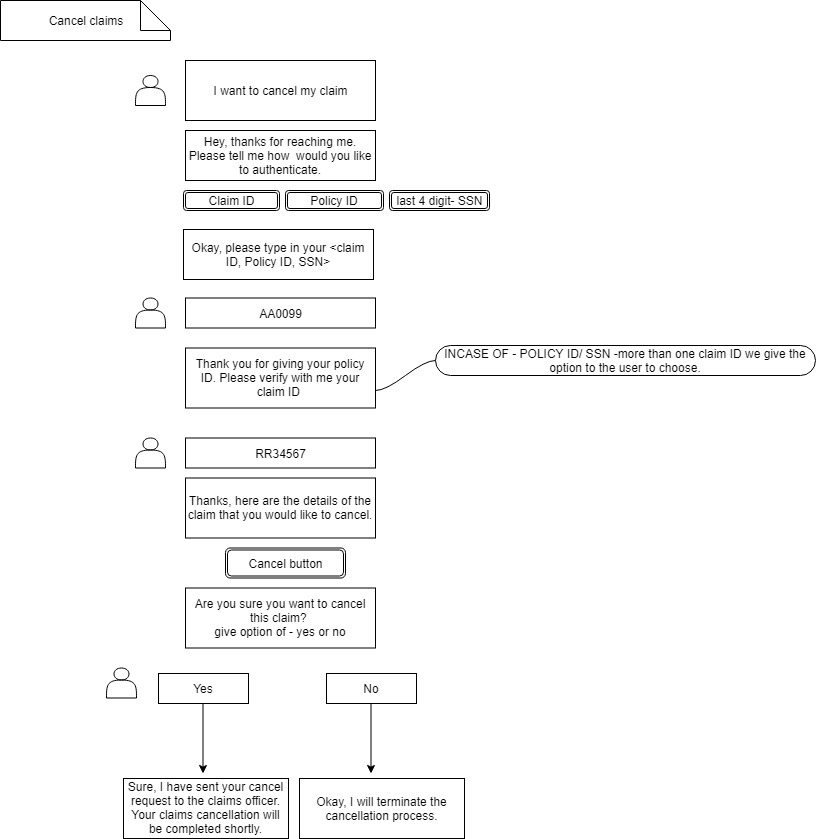 Cancel claims
I want to cancel my claim
Hey, thanks for reaching me.
Please tell me how would you like
to authenticate.
Claim ID
Policy ID
last 4 digit- SSN
Okay, please type in your <claim
ID, Policy ID, SSN>
AA0099
Thank you for giving your policy
ID. Please verify with me your
claim ID
INCASE OF - POLICY ID/ SSN -more than one claim ID we give the
option to the user to choose.
RR34567
Thanks, here are the details of the
claim that you would like to cancel.
Cancel button
Are you sure you want to cancel
this claim?
give option of - yes or no
Yes
No
Sure, I have sent your cancel
request to the claims officer.
Your claims cancellation will
be completed shortly.
Okay, I will terminate the
cancellation process.